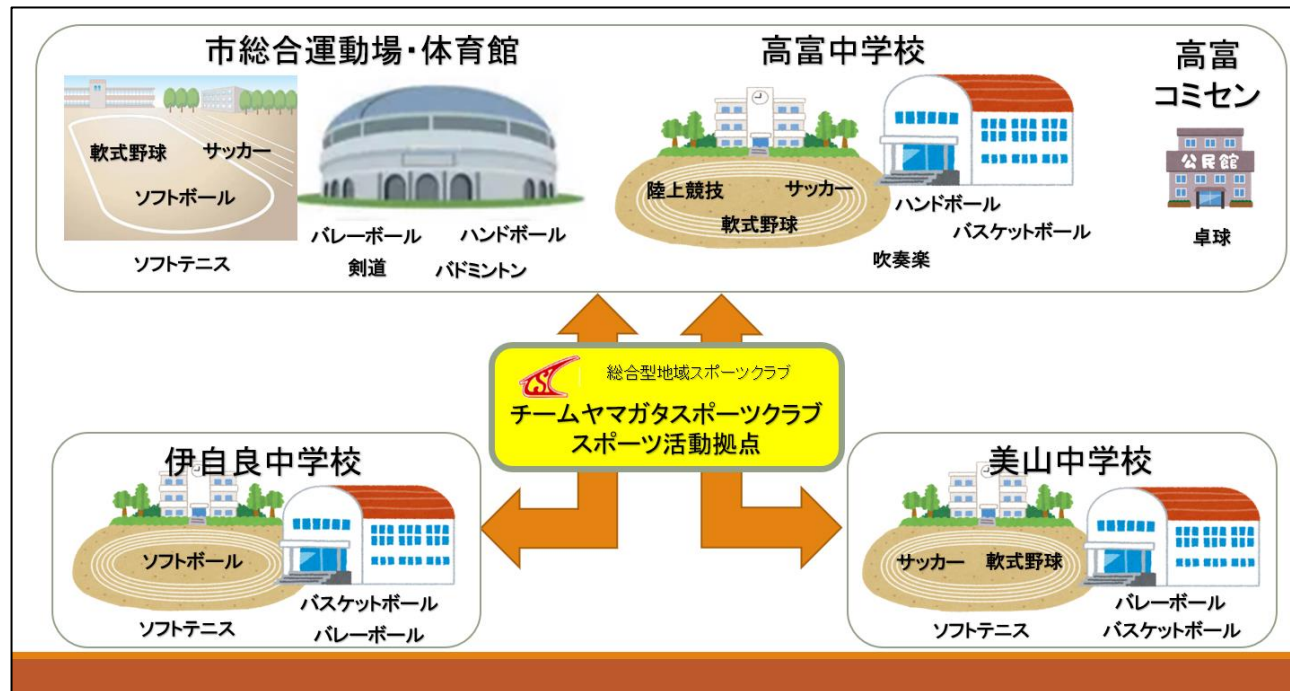 市総合運動場・体育館
軟式野球
サッカー
ソフトボール
ソフトテニス
バレーボール
ハンドボール
剣道
バドミントン
高富中学校
陸上競技
サッカー
軟式野球
ハンドボール
バスケットボール
吹奏楽
高富
コミセン
公民館
卓球
総合型地域スポーツクラブ
チームヤマガタスポーツクラブ
スポーツ活動拠点
伊自良中学校
ソフトボール
バスケットボール
ソフトテニス
バレーボール
美山中学校
サッカー
軟式野球
バレーボール
ソフトテニス
バスケットボール